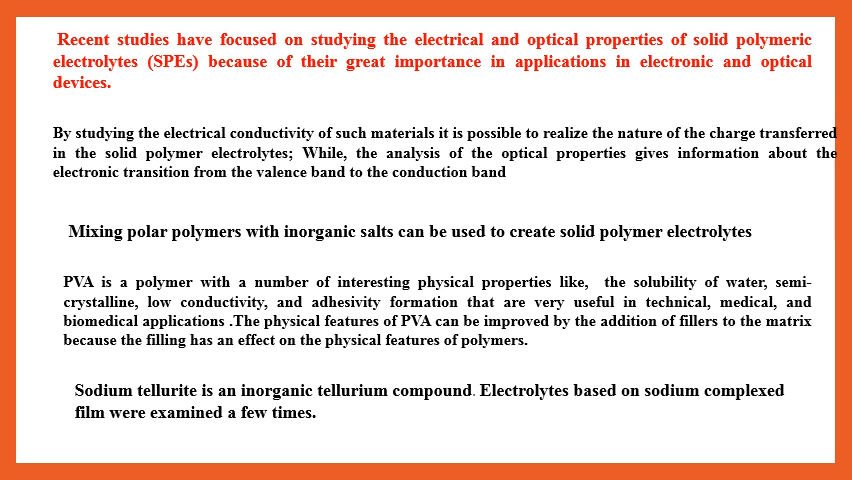 Recent studies have focused on studying the electrical and optical properties of solid polymeric
electrolytes (SPEs) because of their great importance in applications in electronic and optical
devices.
By studying the electrical conductivity of such materials it is possible to realize the nature of the charge transferred
in the solid polymer electrolytes; While, the analysis of the optical properties gives information about the
electronic transition from the valence band to the conduction band
Mixing polar polymers with inorganic salts can be used to create solid polymer electrolytes
PVA is a polymer with a number of interesting physical properties like, the solubility of water, semi-
crystalline, low conductivity, and adhesivity formation that are very useful in technical, medical, and
biomedical applications .The physical features of PVA can be improved by the addition of fillers to the matrix
because the filling has an effect on the physical features of polymers.
Sodium tellurite is an inorganic tellurium compound. Electrolytes based on sodium complexed
film were examined a few times.